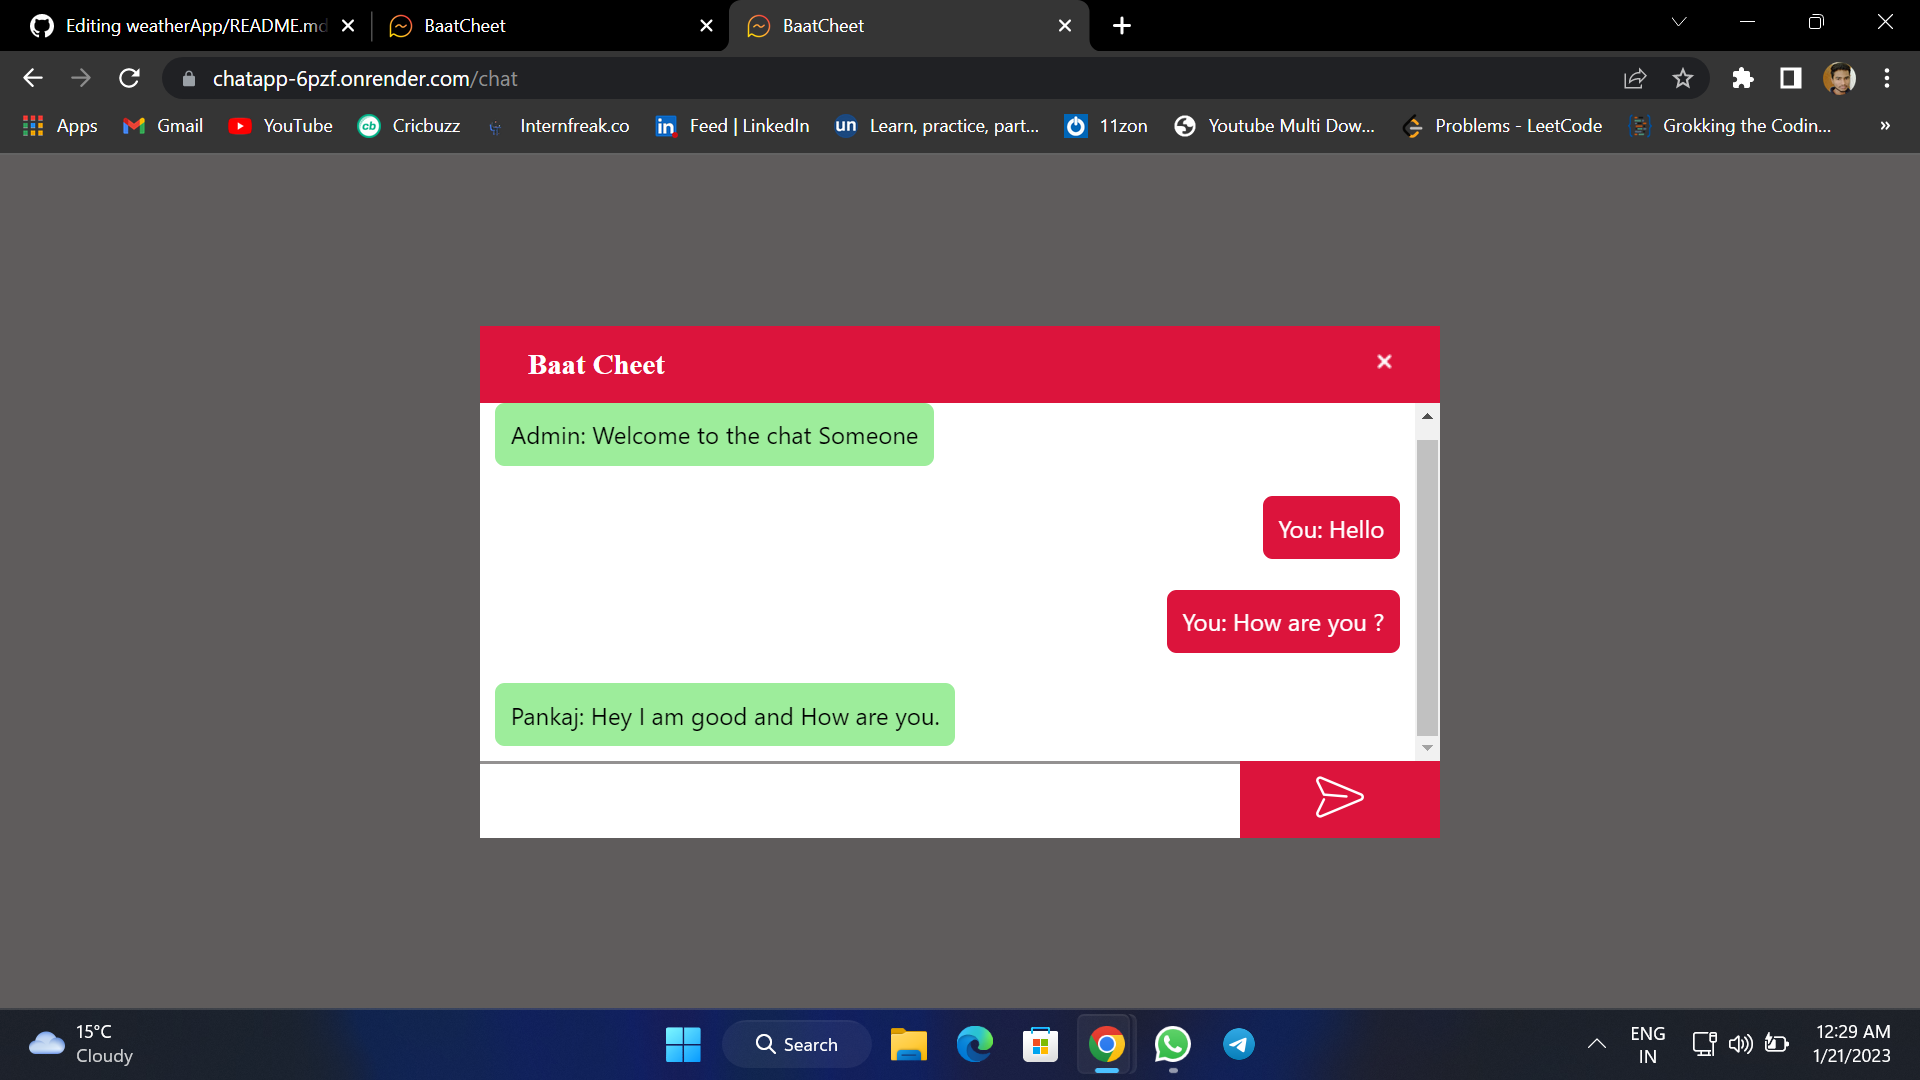 Editing weatherApp/README.md
BaatCheet
BaatCheet
chatapp-6pzf.onrender.com/chat
Apps
Gmail
YouTube
cb
Cricbuzz
Internfreak.co
in
Feed | LinkedIn
un
Learn, practice, part...
11zon
Youtube Multi Dow...
Problems - LeetCode
Grokking the Codin...
»
Baat Cheet
Admin: Welcome to the chat Someone
You: Hello
You: How are you ?
Pankaj: Hey I am good and How are you.
15°C
Cloudy
Search
ENG
IN
12:29 AM
1/21/2023